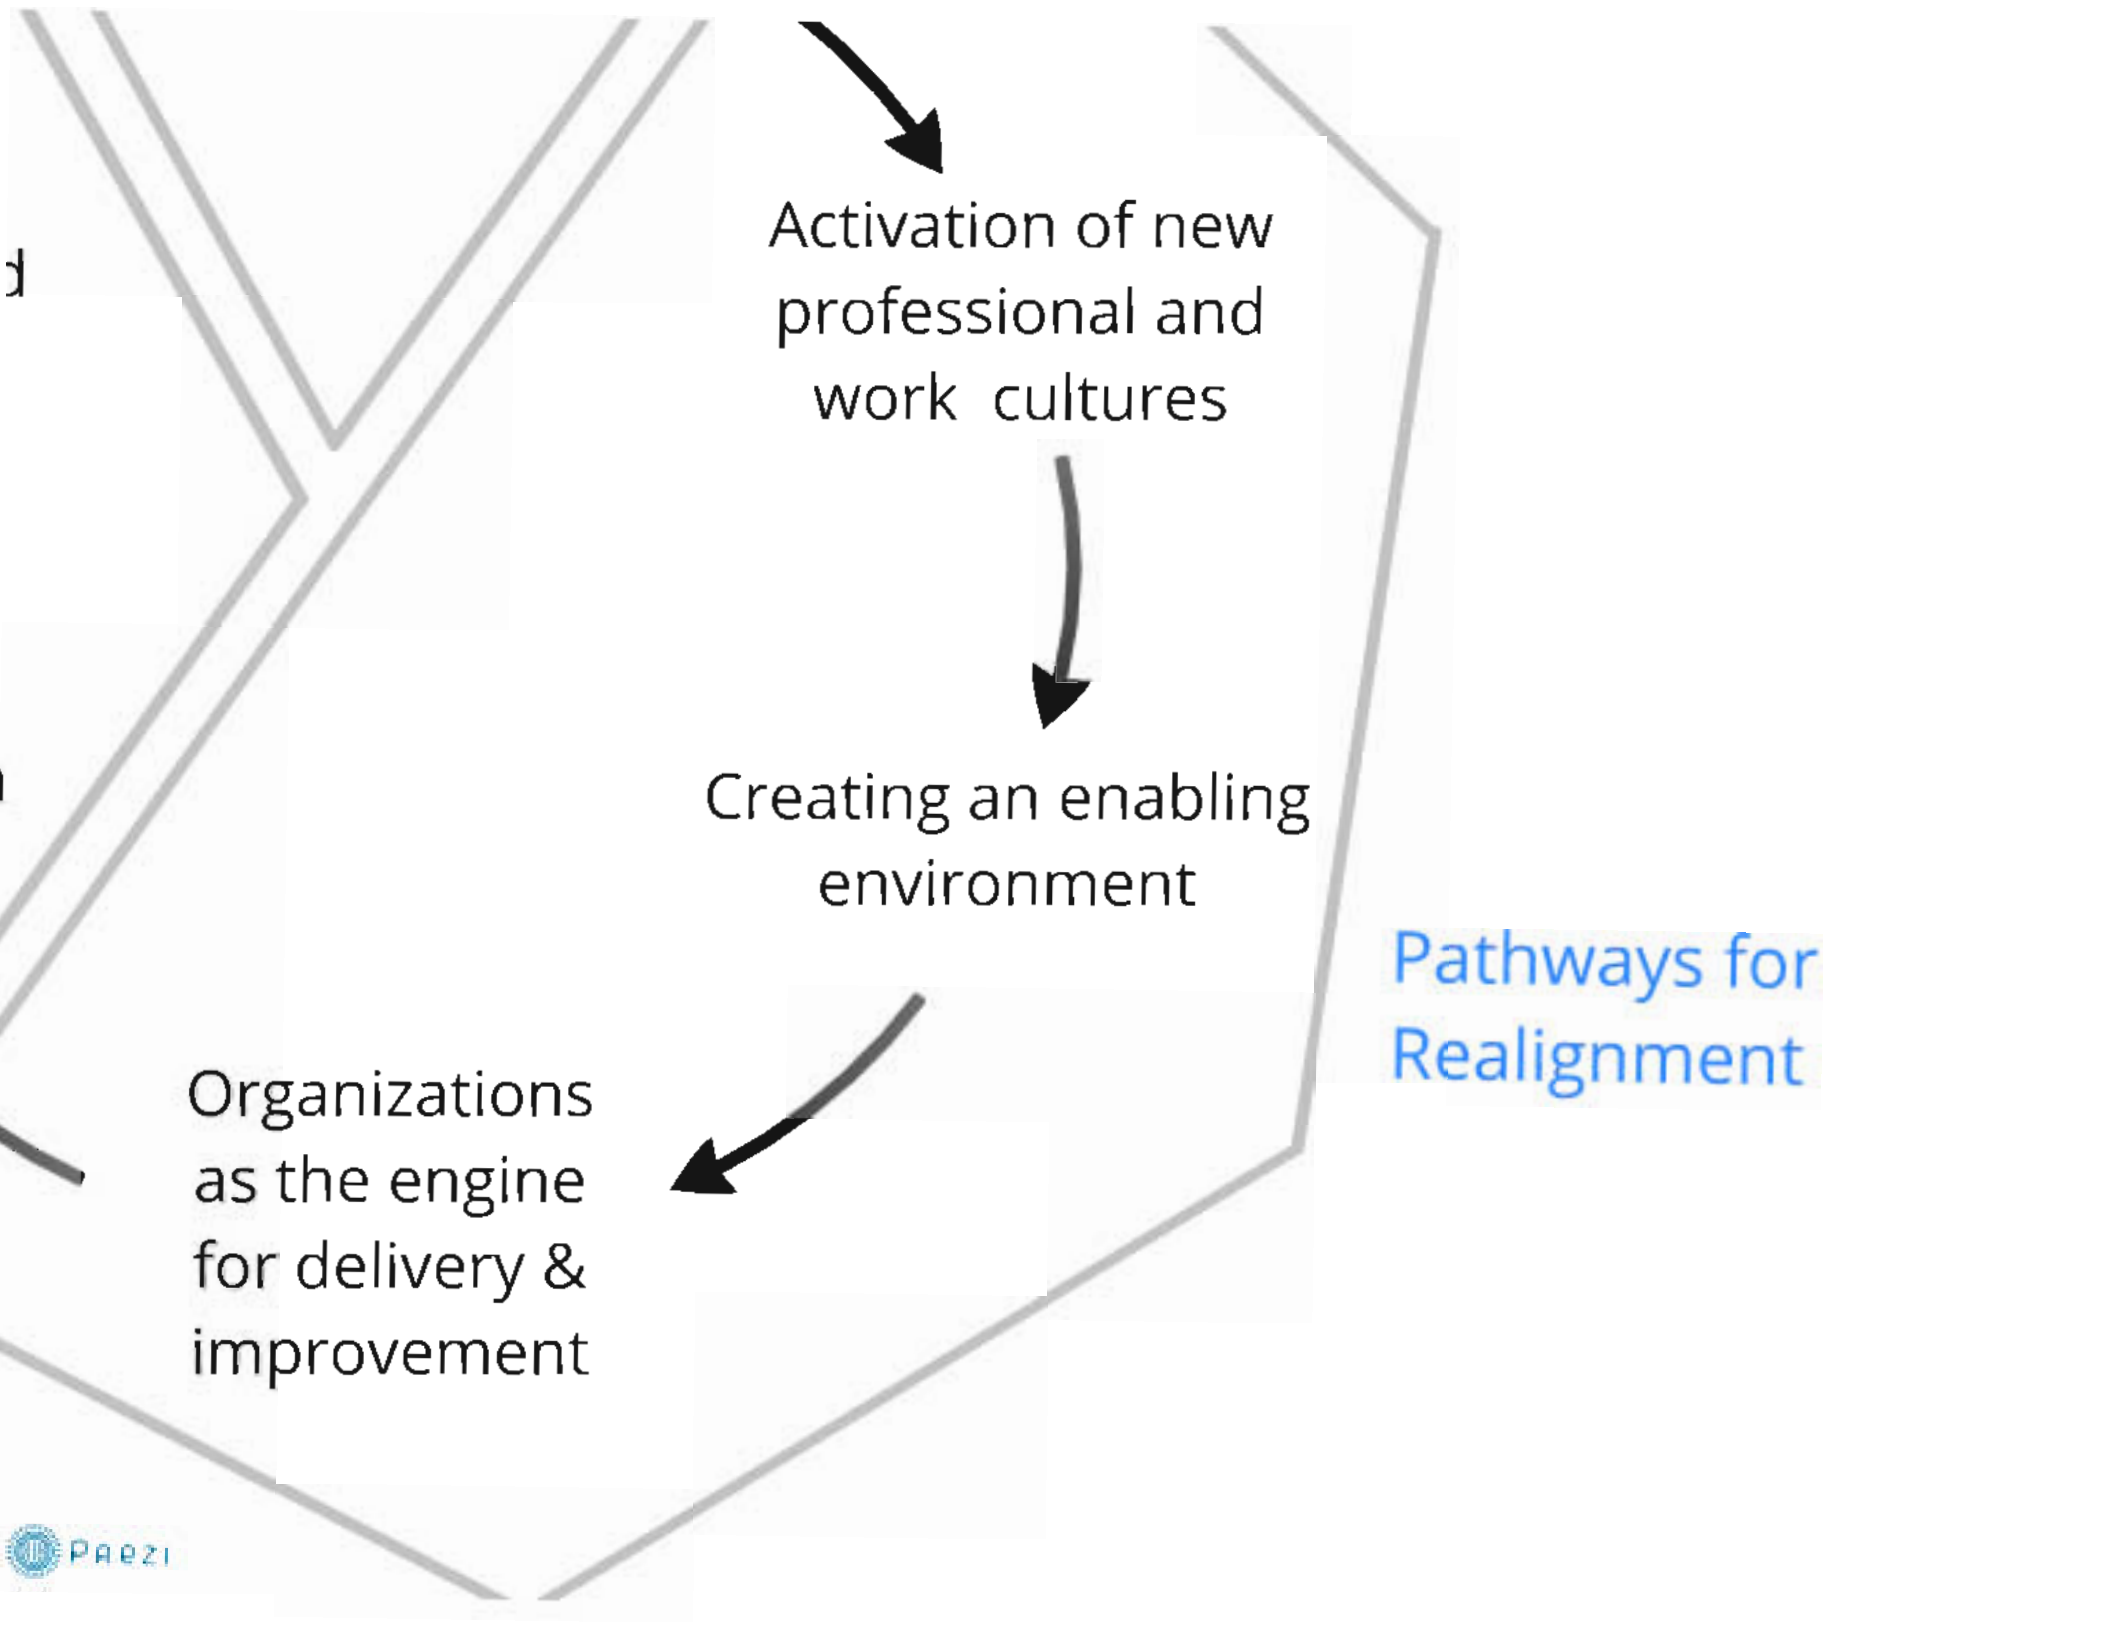 d
Activation of new
professional and
work cultures
Creating an enabling
environment
Pathways for
Realignment
Organizations
as the engine
for delivery &
improvement
Paezi